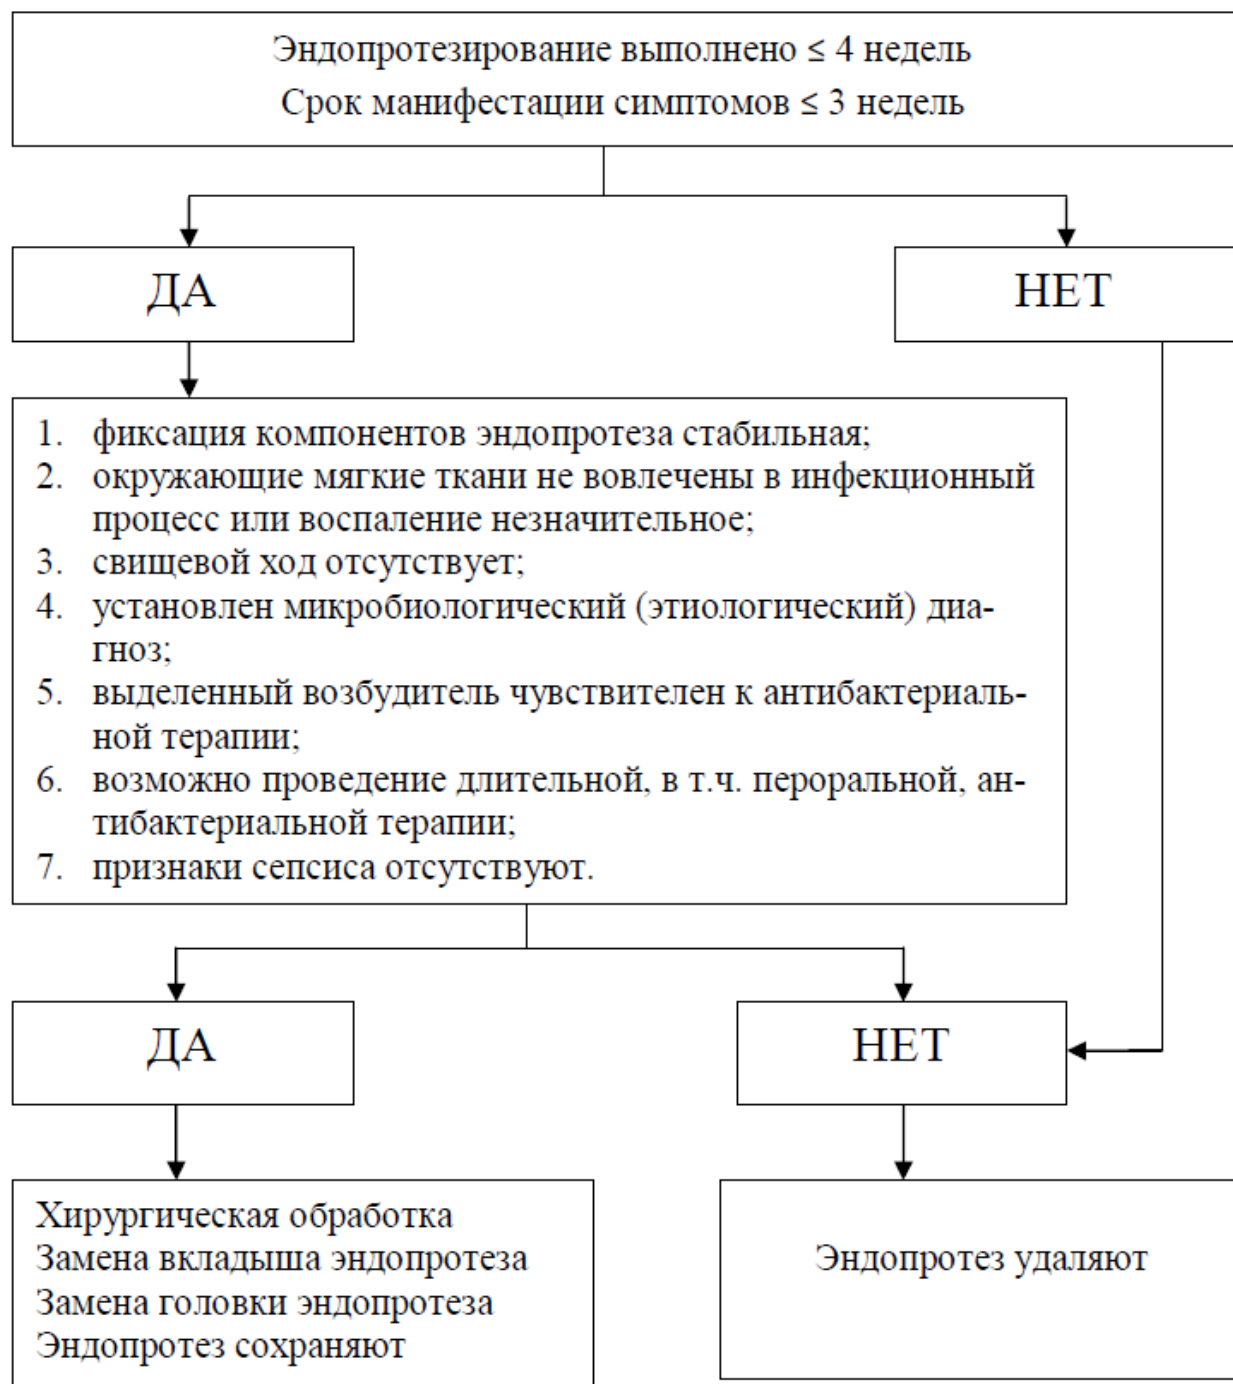 Эндопротезирование выполнено ≤ 4 недель
Срок манифестации симптомов ≤ 3 недель
ДА
НЕТ
1. фиксация компонентов эндопротеза стабильная;
2. окружающие мягкие ткани не вовлечены в инфекционный
процесс или воспаление незначительное;
3. свищевой ход отсутствует;
4. установлен микробиологический (этиологический) диа-
гноз;
5. выделенный возбудитель чувствителен к антибактериаль-
ной терапии;
6. возможно проведение длительной, в т.ч. пероральной, ан-
тибактериальной терапии;
7. признаки сепсиса отсутствуют.
ДА
НЕТ
Хирургическая обработка
Замена вкладыша эндопротеза
Замена головки эндопротеза
Эндопротез сохраняют
Эндопротез удаляют